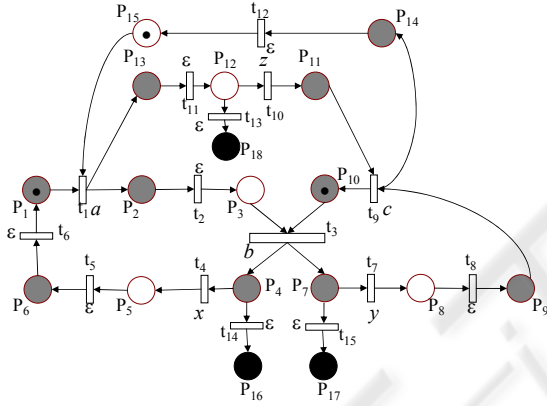 P15 t12 P14
ε
P13 ε P12 z P11
t11 t10
ε t13
P18
P1 t1 a P2 ε t2 P3 P10 t9 c
ε t6 t3
b
t5 t4 t7 t8
P6 ε P5 x P4 P7 y P8 ε P9
ε ε
t14 t15
P16 P17